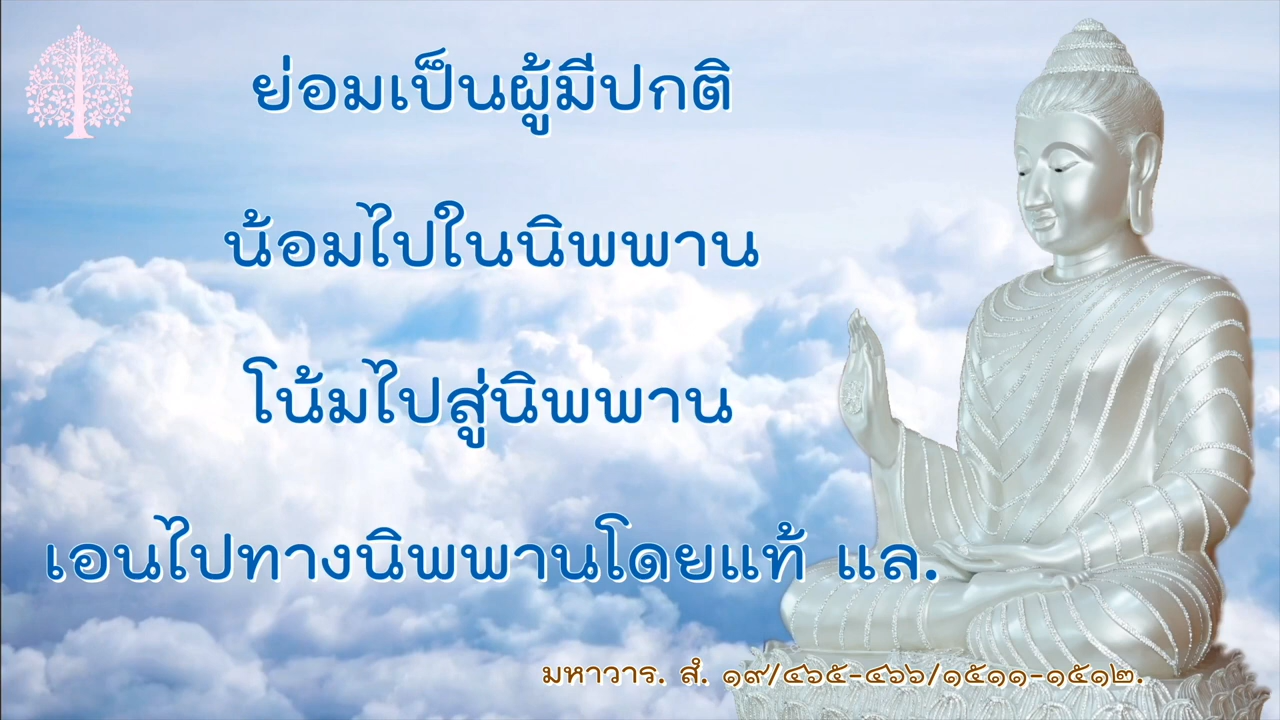 ย่อมเป็นผู้มีปกติ
น้อมไปในนิพพาน
โน้มไปสู่นิพพาน
เอนไปทางนิพพานโดยแท้ แล.
มหาวาร. สํ. ๑๙/๔๖๕-๔๖๖/๑๕๑๑-๑๕๑๒.